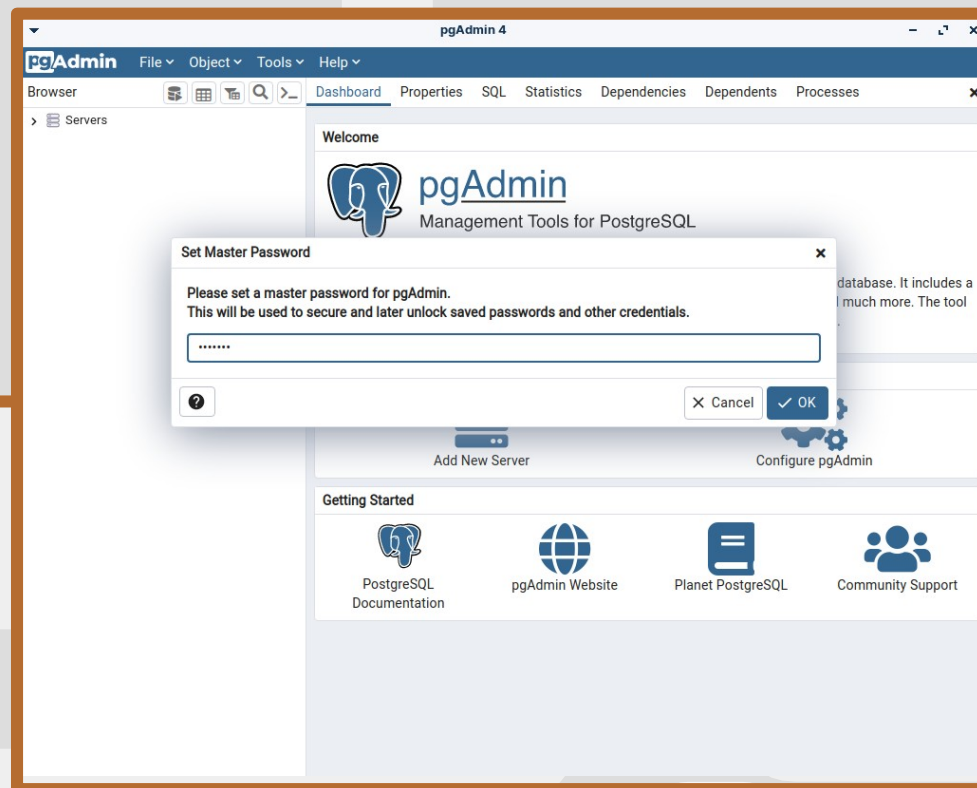 pgAdmin 4
pgAdmin File Object Tools Help
Browser Dashboard Properties SQL Statistics Dependencies Dependents Processes
Servers
Welcome
pgAdmin
Management Tools for PostgreSQL
Set Master Password
database. It includes a
much more. The tool
Please set a master password for pgAdmin.
This will be used to secure and later unlock saved passwords and other credentials.
•••••••
? Cancel OK
Add New Server
Configure pgAdmin
Getting Started
PostgreSQL
Documentation
pgAdmin Website
Planet PostgreSQL
Community Support